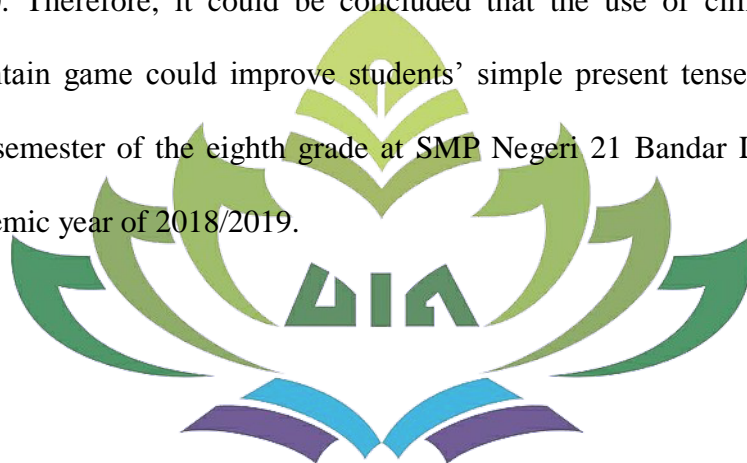 . Therefore, it could be concluded that the use of
ntain game could improve students’ simple present tense
semester of the eighth grade at SMP Negeri 21 Bandar
emic year of 2018/2019.
UIN